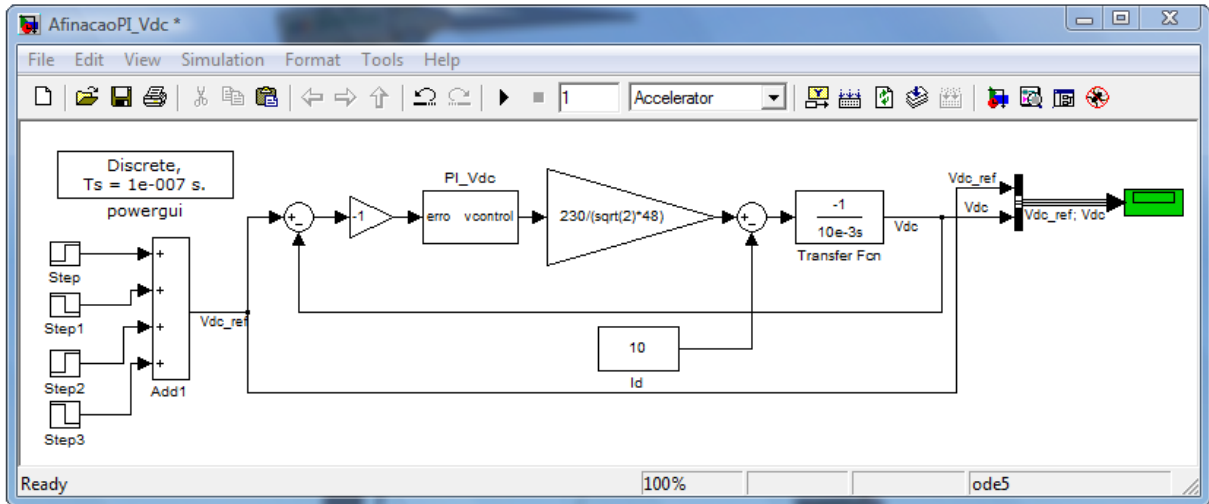 AfinacaoPI_Vdc *
File Edit View Simulation Format Tools Help
1
Accelerator
Discrete,
Ts = 1e-007 s.
powergui
Step
Step1
Step2
Step3
+
+
+
+
Add1
Vdc_ref
+
-
-1
PI_Vdc
erro vcontrol
230/(sqrt(2)*48)
+
-
-1
10e-3s
Transfer Fcn
Vdc
10
Id
Vdc_ref
Vdc
Vdc_ref; Vdc
Ready
100%
ode5